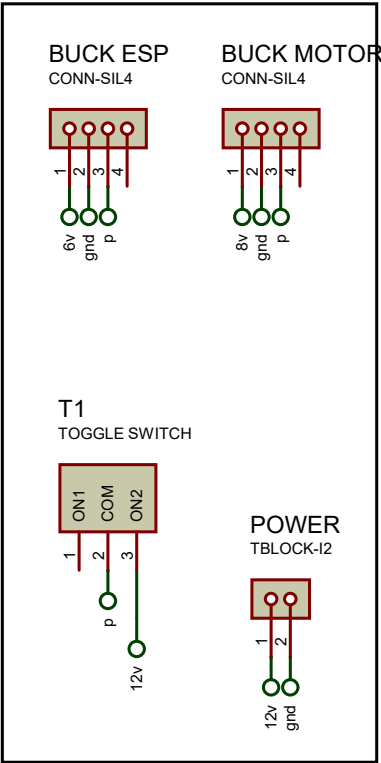 BUCK ESP
CONN-SIL4
1
2
3
4
6v
gnd
p
BUCK MOTOR
CONN-SIL4
1
2
3
4
8v
gnd
p
T1
TOGGLE SWITCH
ON1
COM
ON2
1
2
3
p
12v
POWER
TBLOCK-I2
1
2
12v
gnd